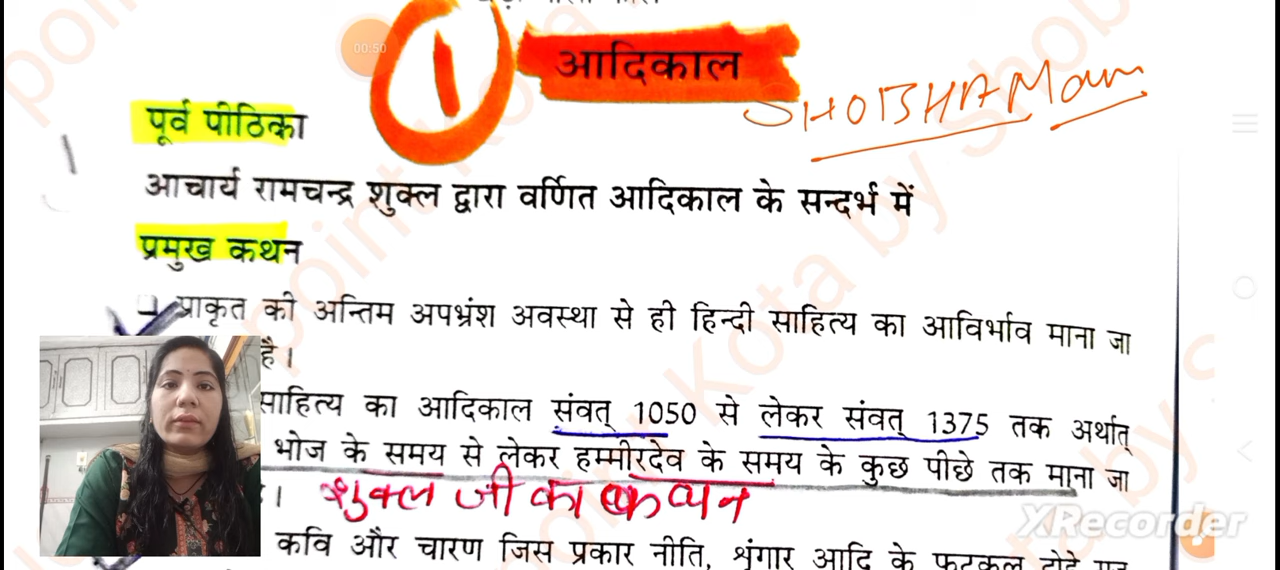 00:50
1
आदिकाल
SHOBHA Mam
पूर्व पीठिका
आचार्य रामचन्द्र शुक्ल द्वारा वर्णित आदिकाल के सन्दर्भ में
प्रमुख कथन
प्राकृत की अन्तिम अपभ्रंश अवस्था से ही हिन्दी साहित्य का आविर्भाव माना जा
है।
साहित्य का आदिकाल संवत् 1050 से लेकर संवत् 1375 तक अर्थात्
भोज के समय से लेकर हम्मीरदेव के समय के कुछ पीछे तक माना जा
। शुक्ल जी का कथन
XRecorder
कवि और चारण जिस प्रकार नीति, श्रृंगार आदि के फुटकल दोहे